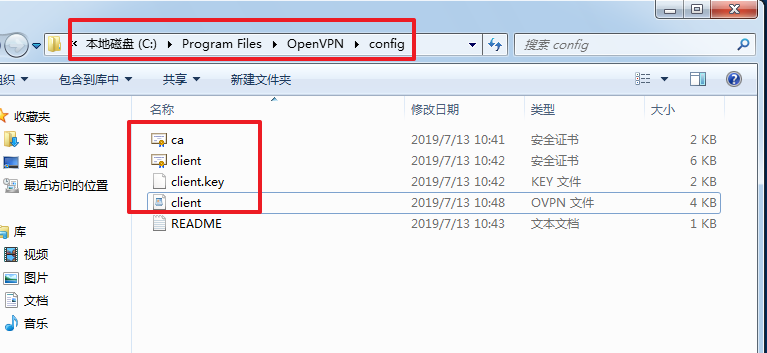 « 本地磁盘 (C:) ▸ Program Files ▸ OpenVPN ▸ config
搜索 config
组织 包含到库中 共享 新建文件夹
名称 修改日期 类型 大小
收藏夹
下载
桌面
最近访问的位置
库
视频
图片
文档
音乐
ca 2019/7/13 10:41 安全证书 2 KB
client 2019/7/13 10:42 安全证书 6 KB
client.key 2019/7/13 10:42 KEY 文件 2 KB
client 2019/7/13 10:48 OVPN 文件 4 KB
README 2019/7/13 10:43 文本文档 1 KB